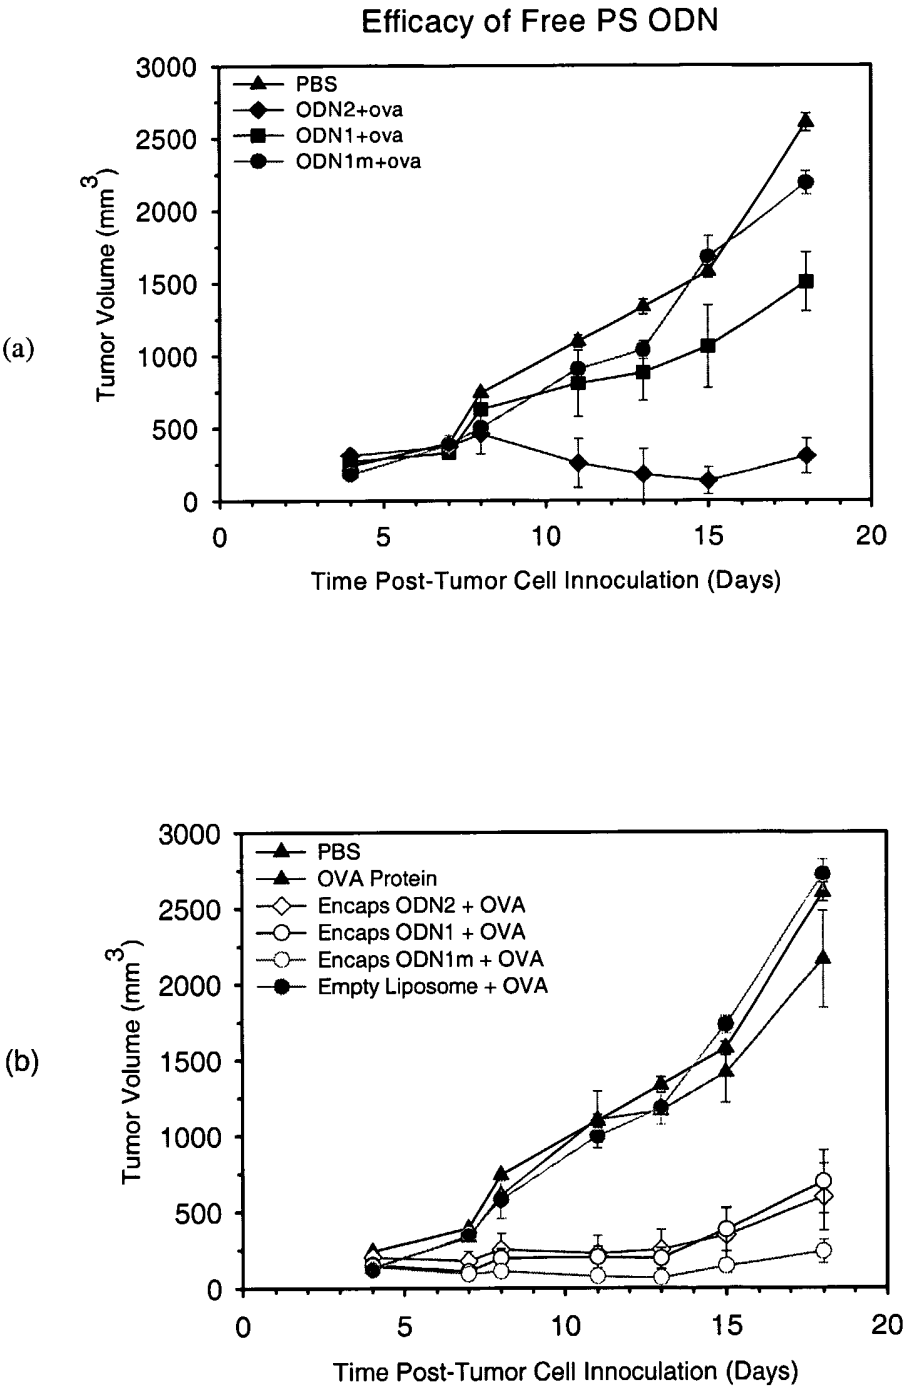 Efficacy of Free PS ODN
3000
2500
2000
1500
1000
500
0
Tumor Volume (mm3)
PBS
ODN2+ova
ODN1+ova
ODN1m+ova
(a)
0 5 10 15 20
Time Post-Tumor Cell Innoculation (Days)
3000
2500
2000
1500
1000
500
0
Tumor Volume (mm3)
PBS
OVA Protein
Encaps ODN2 + OVA
Encaps ODN1 + OVA
Encaps ODN1m + OVA
Empty Liposome + OVA
(b)
0 5 10 15 20
Time Post-Tumor Cell Innoculation (Days)